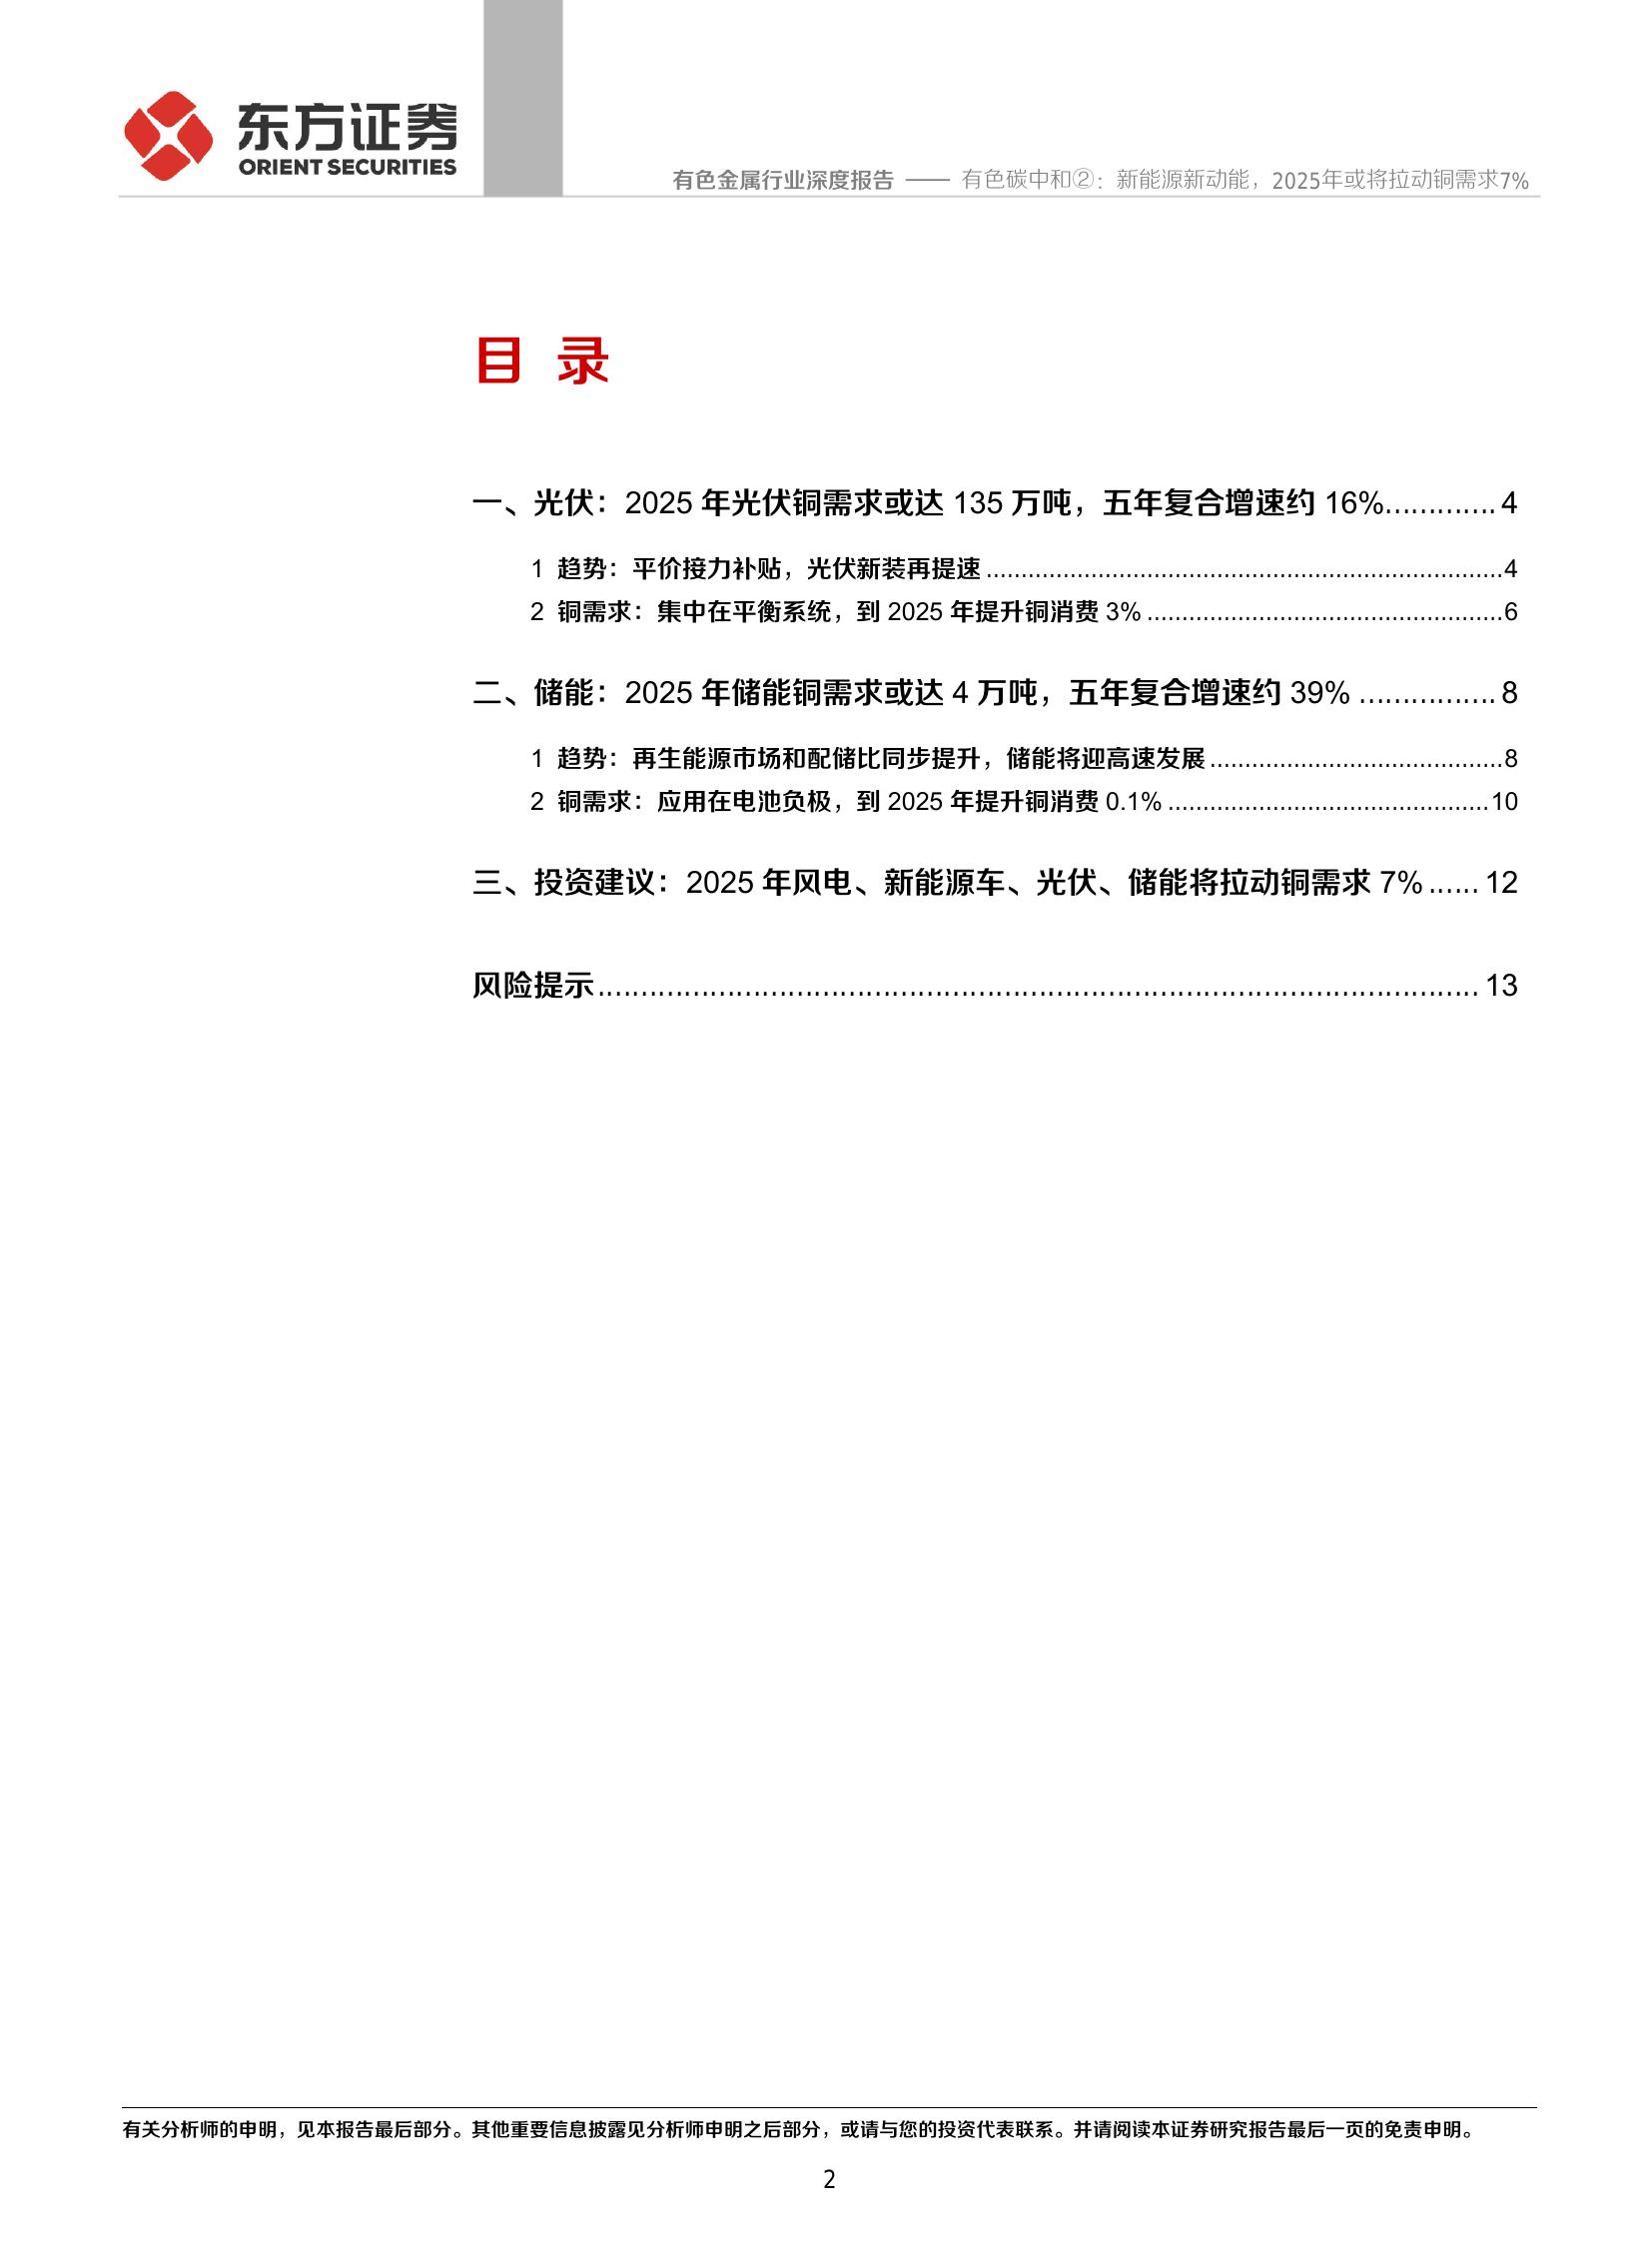 东方证券
ORIENT SECURITIES
有色金属行业深度报告 —— 有色碳中和②：新能源新动能，2025年或将拉动铜需求7%
目 录
一、光伏：2025 年光伏铜需求或达 135 万吨，五年复合增速约 16%............. 4
1 趋势：平价接力补贴，光伏新装再提速..............................................................4
2 铜需求：集中在平衡系统，到 2025 年提升铜消费 3%...................................................6
二、储能：2025 年储能铜需求或达 4 万吨，五年复合增速约 39% ................ 8
1 趋势：再生能源市场和配储比同步提升，储能将迎高速发展..........................................8
2 铜需求：应用在电池负极，到 2025 年提升铜消费 0.1%..............................................10
三、投资建议：2025 年风电、新能源车、光伏、储能将拉动铜需求 7%...... 12
风险提示...................................................................................................... 13
有关分析师的申明，见本报告最后部分。其他重要信息披露见分析师申明之后部分，或请与您的投资代表联系。并请阅读本证券研究报告最后一页的免责申明。
2